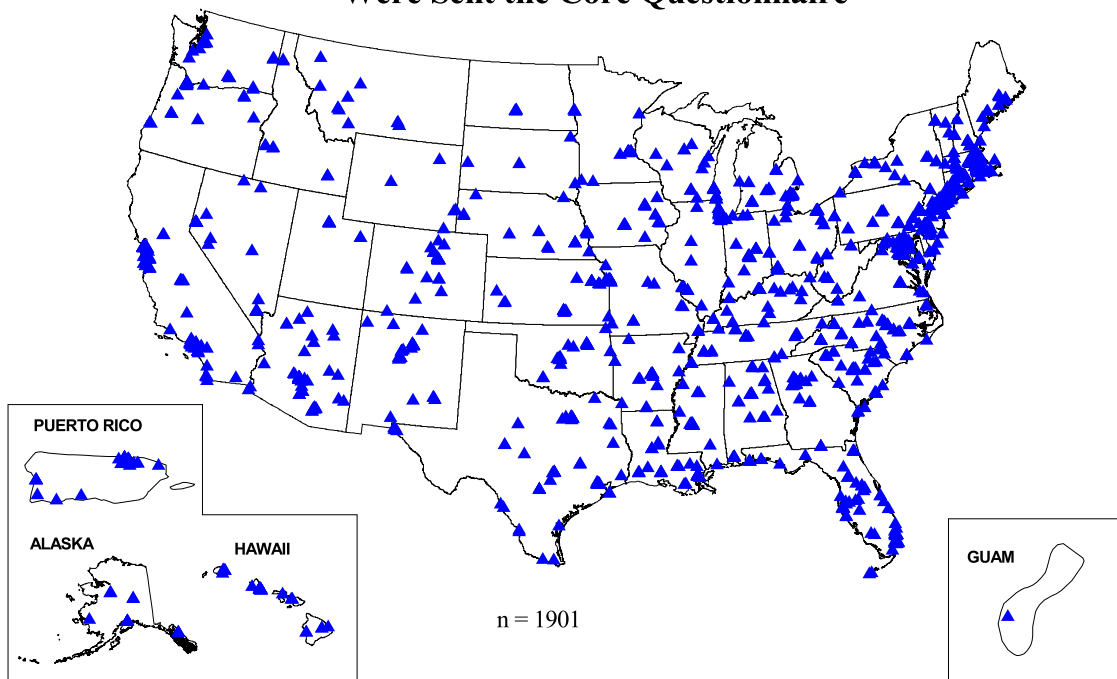 Were Sent the Core Questionnaire
PUERTO RICO
ALASKA
HAWAII
GUAM
n = 1901